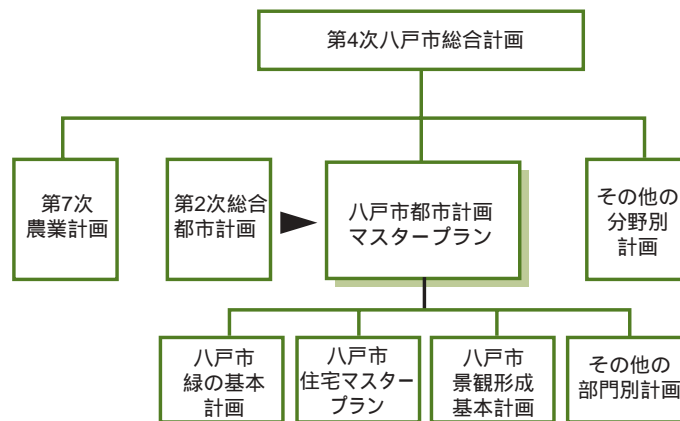 第4次八戸市総合計画
第7次
農業計画
第2次総合
都市計画
八戸市都市計画
マスタープラン
その他の
分野別
計画
八戸市
緑の基本
計画
八戸市
住宅マスター
プラン
八戸市
景観形成
基本計画
その他の
部門別計画